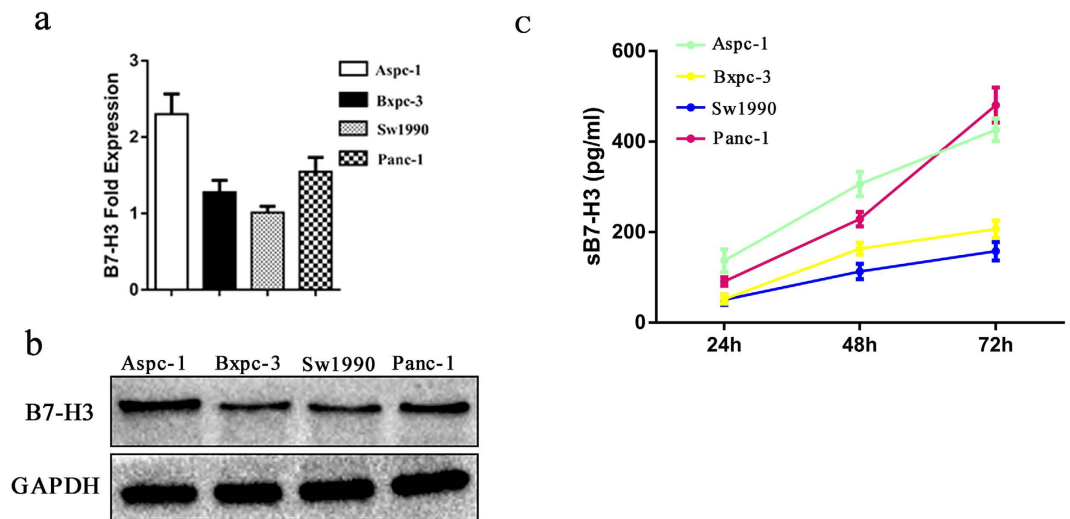 a
B7-H3 Fold Expression
3
2
1
0
Aspc-1
Bxpc-3
Sw1990
Panc-1
b
Aspc-1 Bxpc-3 Sw1990 Panc-1
B7-H3
GAPDH
c
sB7-H3 (pg/ml)
600
400
200
0
24h 48h 72h
Aspc-1
Bxpc-3
Sw1990
Panc-1